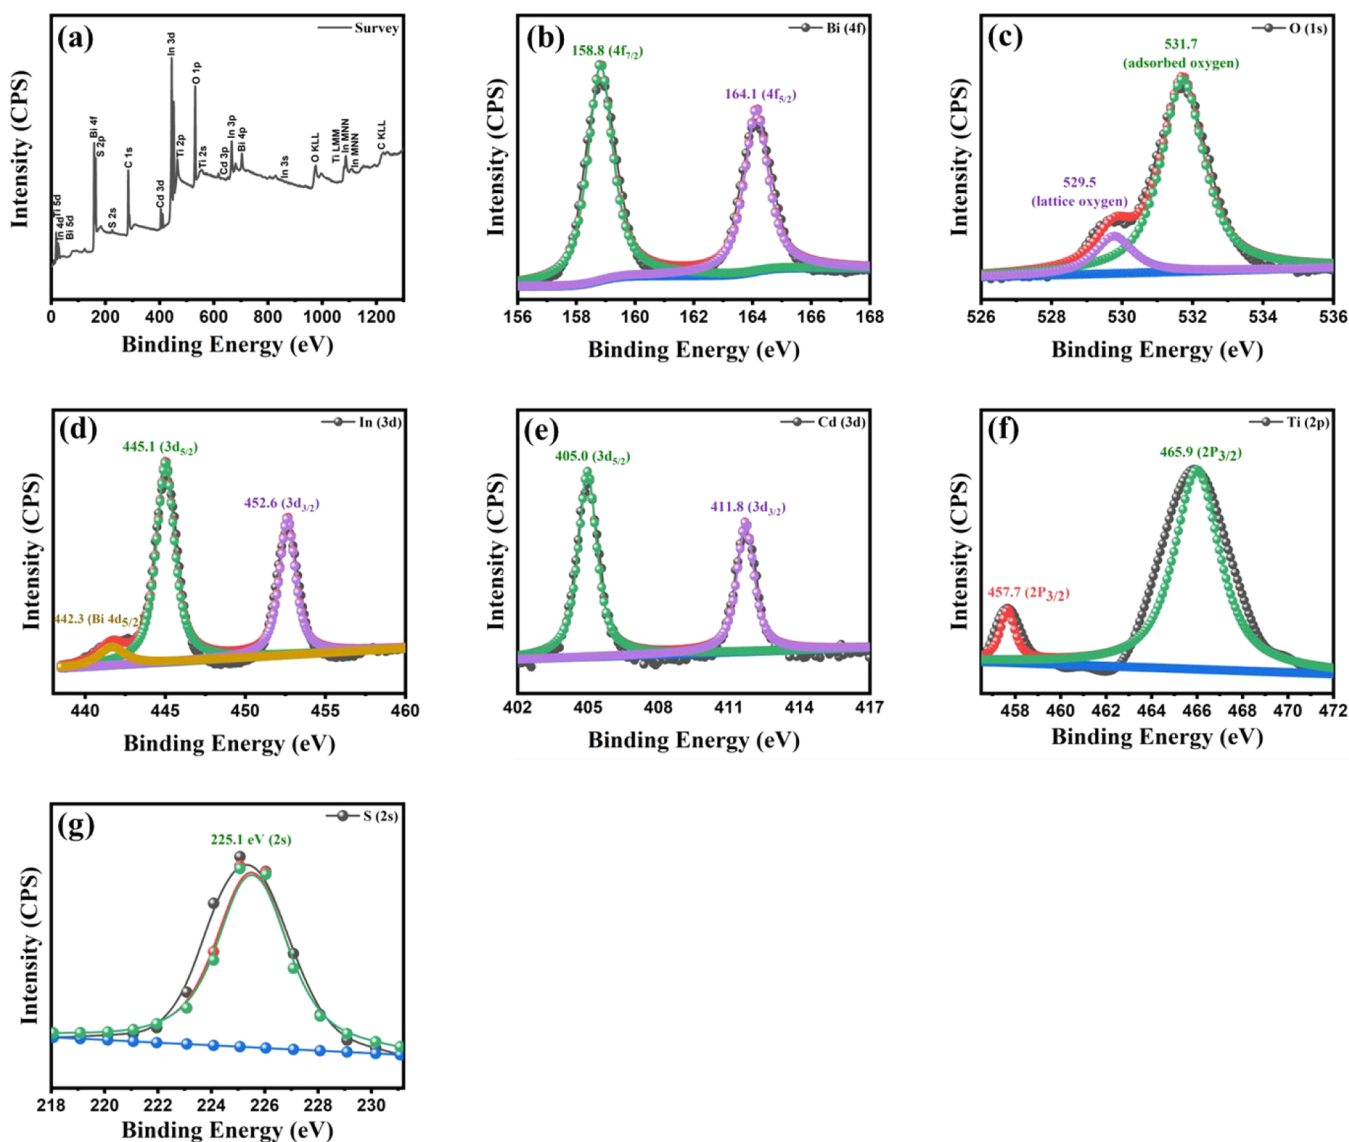 (a)
Survey
Intensity (CPS)
Ti 5d
In 4d
Bi 5d
Bi 4f
S 2p
S 2s
C 1s
Cd 3d
In 3d
Ti 2p
O 1p
Ti 2s
Cd 3p
In 3p
Bi 4p
In 3s
O KLL
Ti LMM
In MNN
In MNN
C KLL
0 200 400 600 800 1000 1200
Binding Energy (eV)
(b)
Bi (4f)
158.8 (4f7/2)
164.1 (4f5/2)
Intensity (CPS)
156 158 160 162 164 166 168
Binding Energy (eV)
(c)
O (1s)
531.7
(adsorbed oxygen)
529.5
(lattice oxygen)
Intensity (CPS)
526 528 530 532 534 536
Binding Energy (eV)
(d)
In (3d)
445.1 (3d5/2)
452.6 (3d3/2)
442.3 (Bi 4d5/2)
Intensity (CPS)
440 445 450 455 460
Binding Energy (eV)
(e)
Cd (3d)
405.0 (3d5/2)
411.8 (3d3/2)
Intensity (CPS)
402 405 408 411 414 417
Binding Energy (eV)
(f)
Ti (2p)
465.9 (2P3/2)
457.7 (2P3/2)
Intensity (CPS)
458 460 462 464 466 468 470 472
Binding Energy (eV)
(g)
S (2s)
225.1 eV (2s)
Intensity (CPS)
218 220 222 224 226 228 230
Binding Energy (eV)